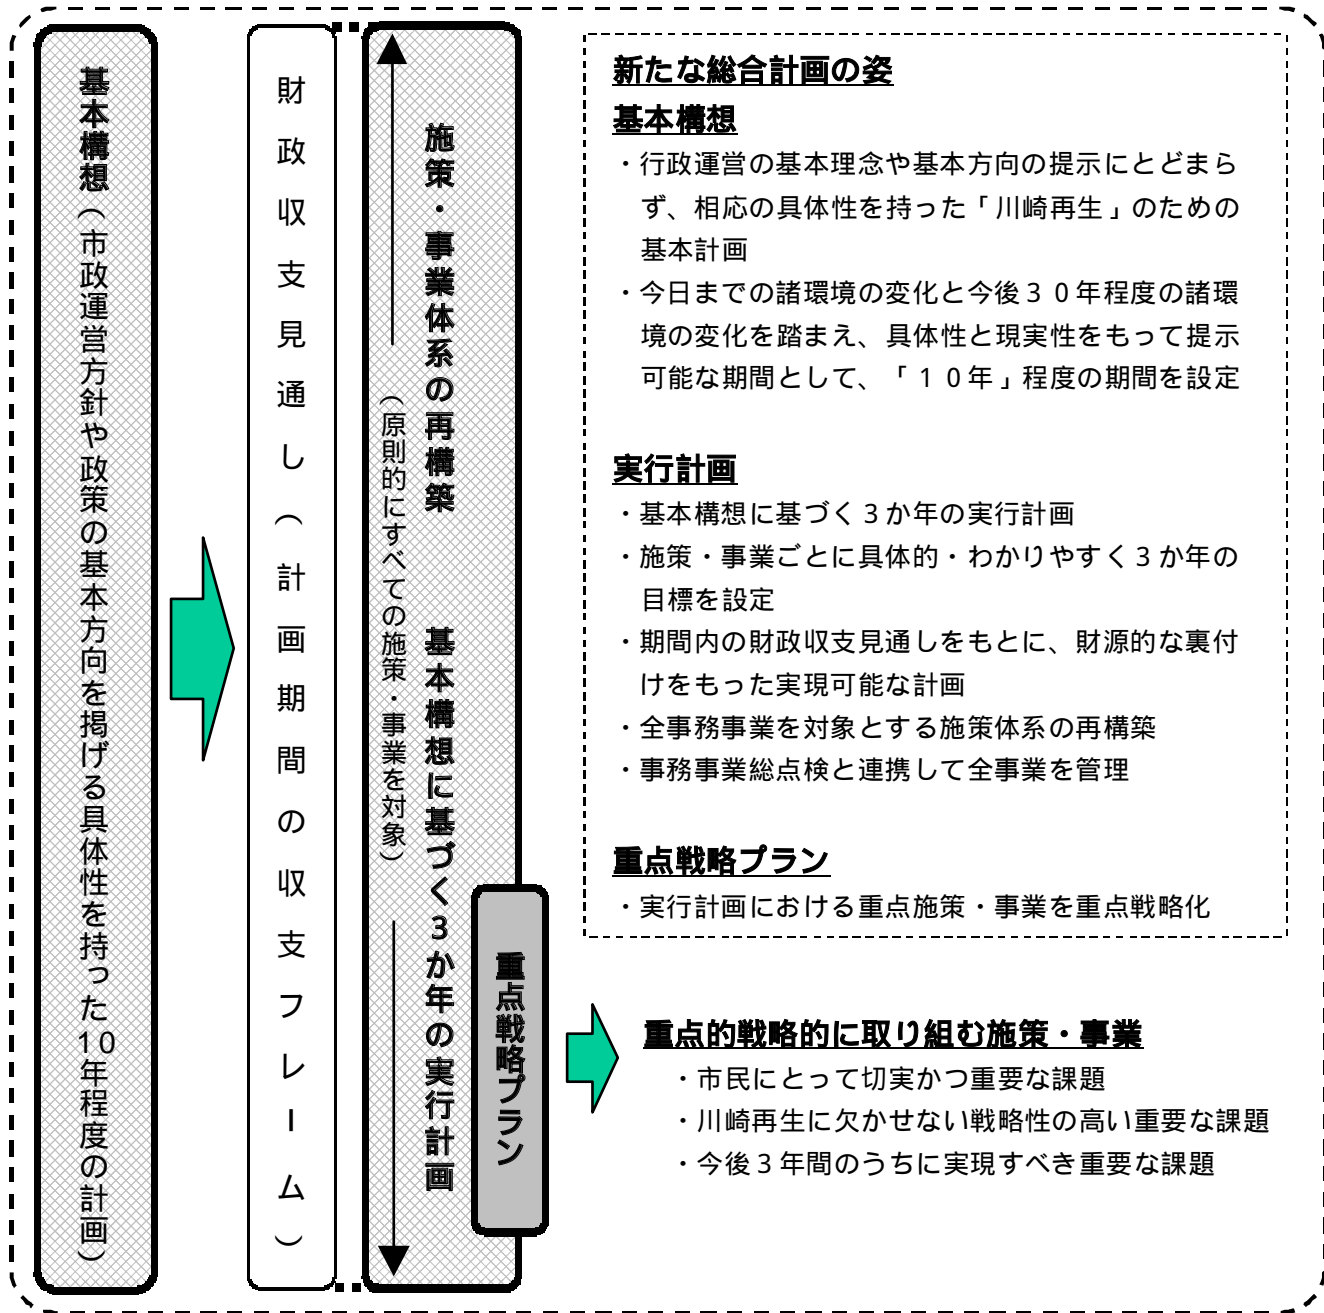 基本構想（市政運営方針や政策の基本方向を掲げる具体性を持った10年程度の計画）
財政収支見通し（計画期間の収支フレーム）
（原則的にすべての施策・事業を対象）
施策・事業体系の再構築　基本構想に基づく3か年の実行計画
重点戦略プラン
新たな総合計画の姿
基本構想
・行政運営の基本理念や基本方向の提示にとどまら
ず、相応の具体性を持った「川崎再生」のための
基本計画
・今日までの諸環境の変化と今後３０年程度の諸環
境の変化を踏まえ、具体性と現実性をもって提示
可能な期間として、「１０年」程度の期間を設定
実行計画
・基本構想に基づく３か年の実行計画
・施策・事業ごとに具体的・わかりやすく３か年の
目標を設定
・期間内の財政収支見通しをもとに、財源的な裏付
けをもった実現可能な計画
・全事務事業を対象とする施策体系の再構築
・事務事業総点検と連携して全事業を管理
重点戦略プラン
・実行計画における重点施策・事業を重点戦略化
重点的戦略的に取り組む施策・事業
・市民にとって切実かつ重要な課題
・川崎再生に欠かせない戦略性の高い重要な課題
・今後３年間のうちに実現すべき重要な課題